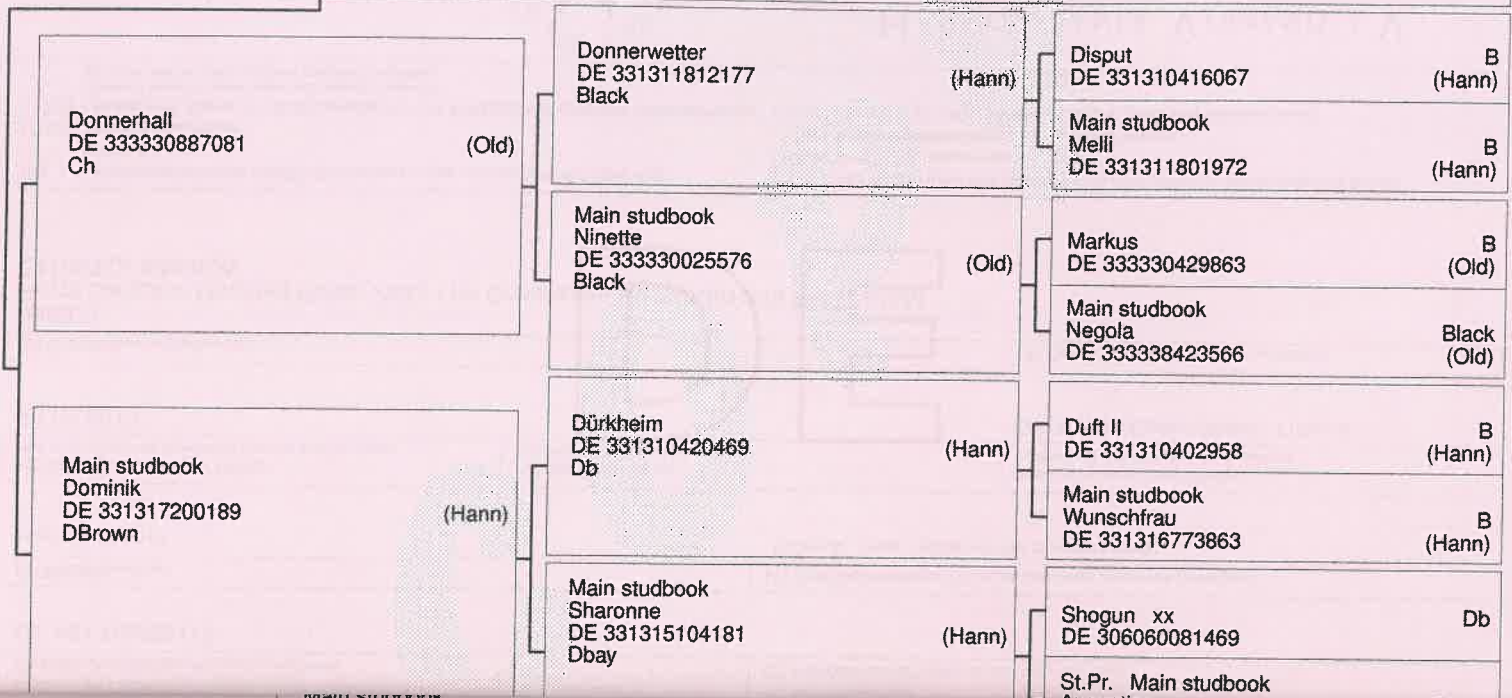 Donnerhall
DE 333330887081 (Old)
Ch
Main studbook
Dominik
DE 331317200189 (Hann)
DBrown
Donnerwetter
DE 331311812177 (Hann)
Black
Main studbook
Ninette
DE 333330025576 (Old)
Black
Dürkheim
DE 331310420469 (Hann)
Db
Main studbook
Sharonne
DE 331315104181 (Hann)
Dbay
Disput B
DE 331310416067 (Hann)
Main studbook
Melli B
DE 331311801972 (Hann)
Markus B
DE 333330429863 (Old)
Main studbook
Negola Black
DE 333338423566 (Old)
Duft II B
DE 331310402958 (Hann)
Main studbook
Wunschfrau B
DE 331316773863 (Hann)
Shogun xx Db
DE 306060081469
St.Pr. Main studbook